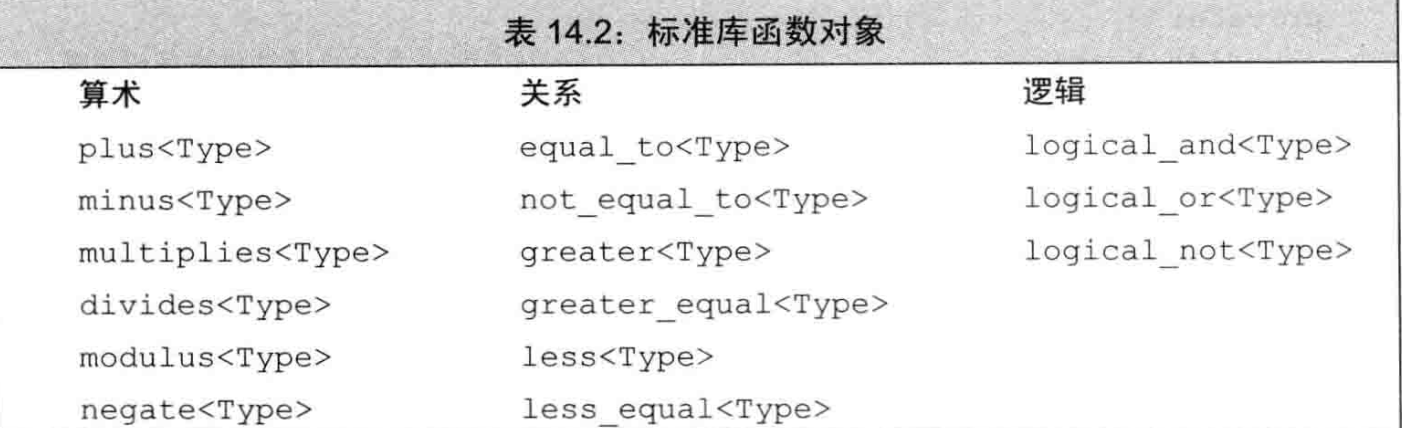 表 14.2：标准库函数对象
算术 关系 逻辑
plus<Type> equal_to<Type> logical_and<Type>
minus<Type> not_equal_to<Type> logical_or<Type>
multiplies<Type> greater<Type> logical_not<Type>
divides<Type> greater_equal<Type>
modulus<Type> less<Type>
negate<Type> less_equal<Type>